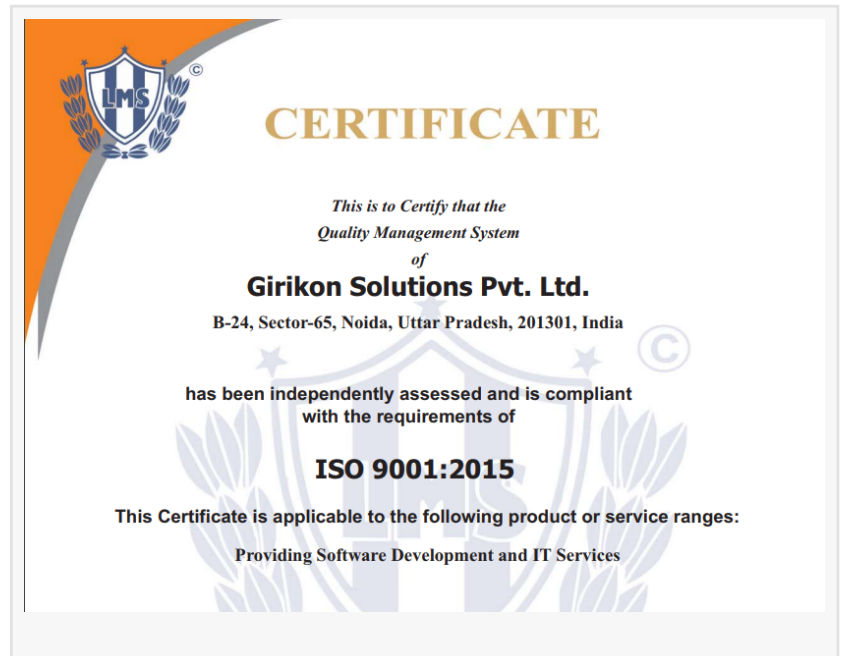 LMS
©
CERTIFICATE
This is to Certify that the
Quality Management System
of
Girikon Solutions Pvt. Ltd.
B-24, Sector-65, Noida, Uttar Pradesh, 201301, India
©
has been independently assessed and is compliant
with the requirements of
ISO 9001:2015
LMS
This Certificate is applicable to the following product or service ranges:
Providing Software Development and IT Services